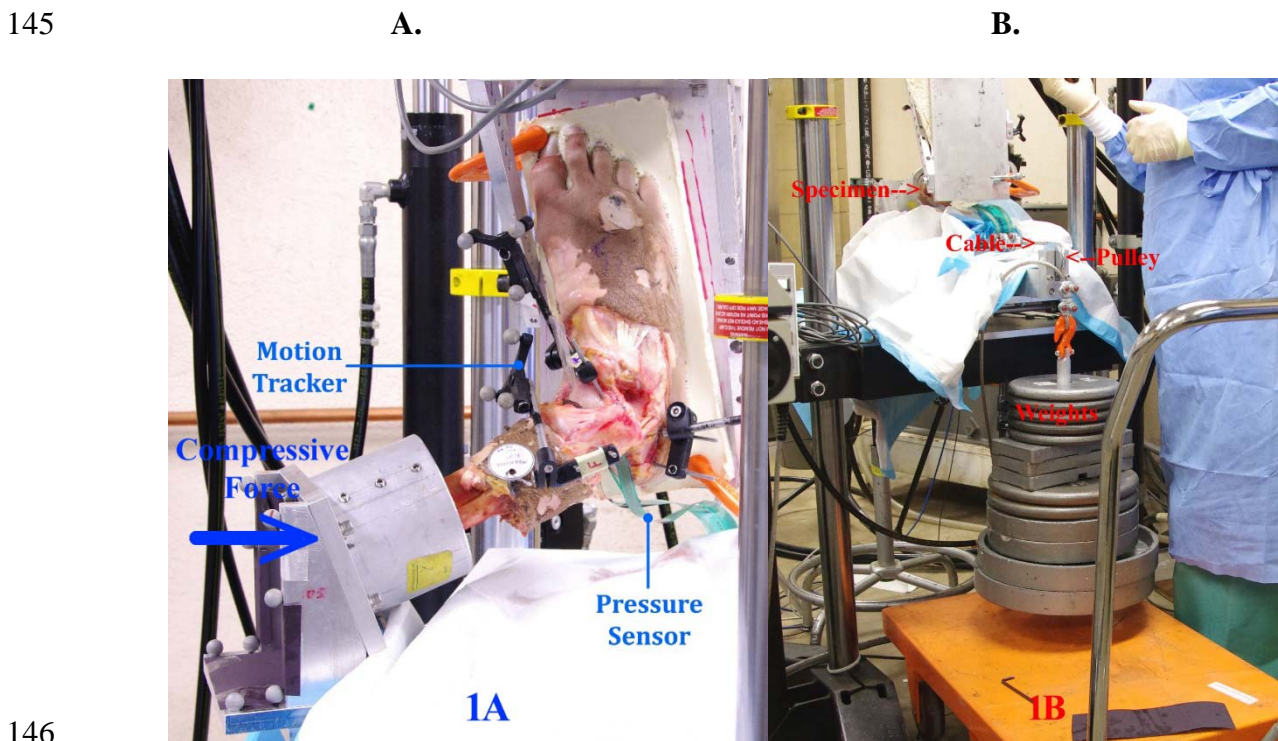 145
A.
B.
Motion
Tracker
Compressive
Force
Pressure
Sensor
1A
Specimen-->
Cable-->
<--Pulley
Weights
1B
146